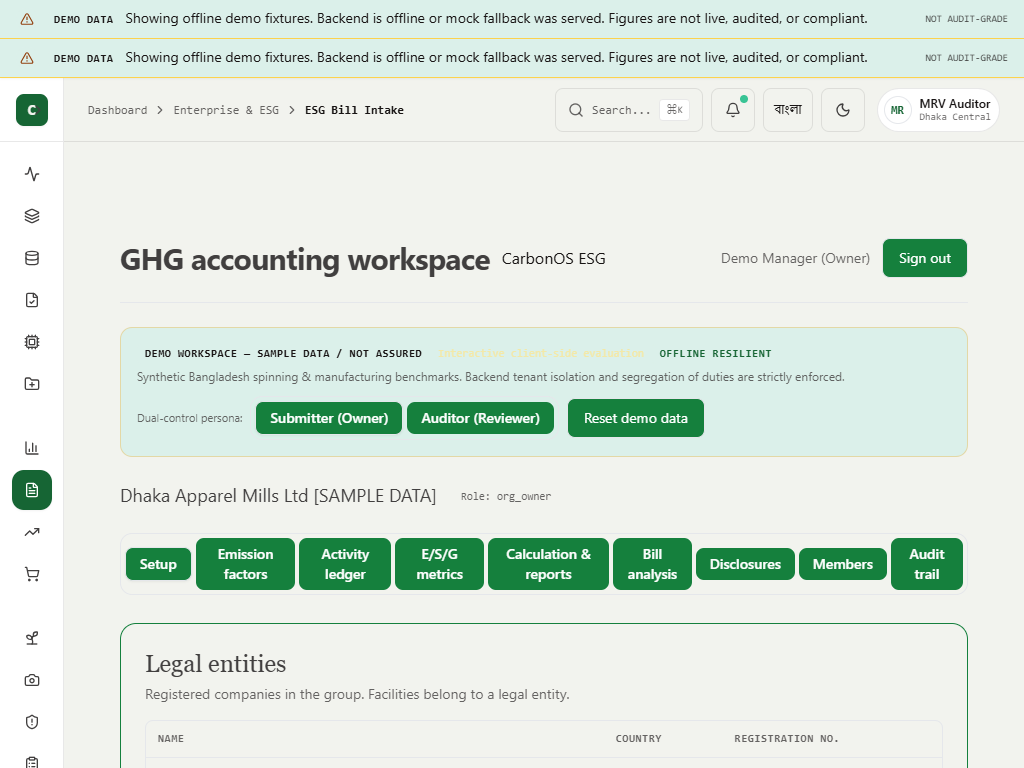 DEMO DATA Showing offline demo fixtures. Backend is offline or mock fallback was served. Figures are not live, audited, or compliant. NOT AUDIT-GRADE
DEMO DATA Showing offline demo fixtures. Backend is offline or mock fallback was served. Figures are not live, audited, or compliant. NOT AUDIT-GRADE
C Dashboard Enterprise & ESG ESG Bill Intake Search... ⌘K বাংলা MR MRV Auditor
Dhaka Central
GHG accounting workspace CarbonOS ESG Demo Manager (Owner) Sign out
DEMO WORKSPACE — SAMPLE DATA / NOT ASSURED Interactive client-side evaluation OFFLINE RESILIENT
Synthetic Bangladesh spinning & manufacturing benchmarks. Backend tenant isolation and segregation of duties are strictly enforced.
Dual-control persona: Submitter (Owner) Auditor (Reviewer) Reset demo data
Dhaka Apparel Mills Ltd [SAMPLE DATA] Role: org_owner
Setup
Emission
factors
Activity
ledger
E/S/G
metrics
Calculation &
reports
Bill
analysis
Disclosures
Members
Audit
trail
Legal entities
Registered companies in the group. Facilities belong to a legal entity.
NAME COUNTRY REGISTRATION NO.